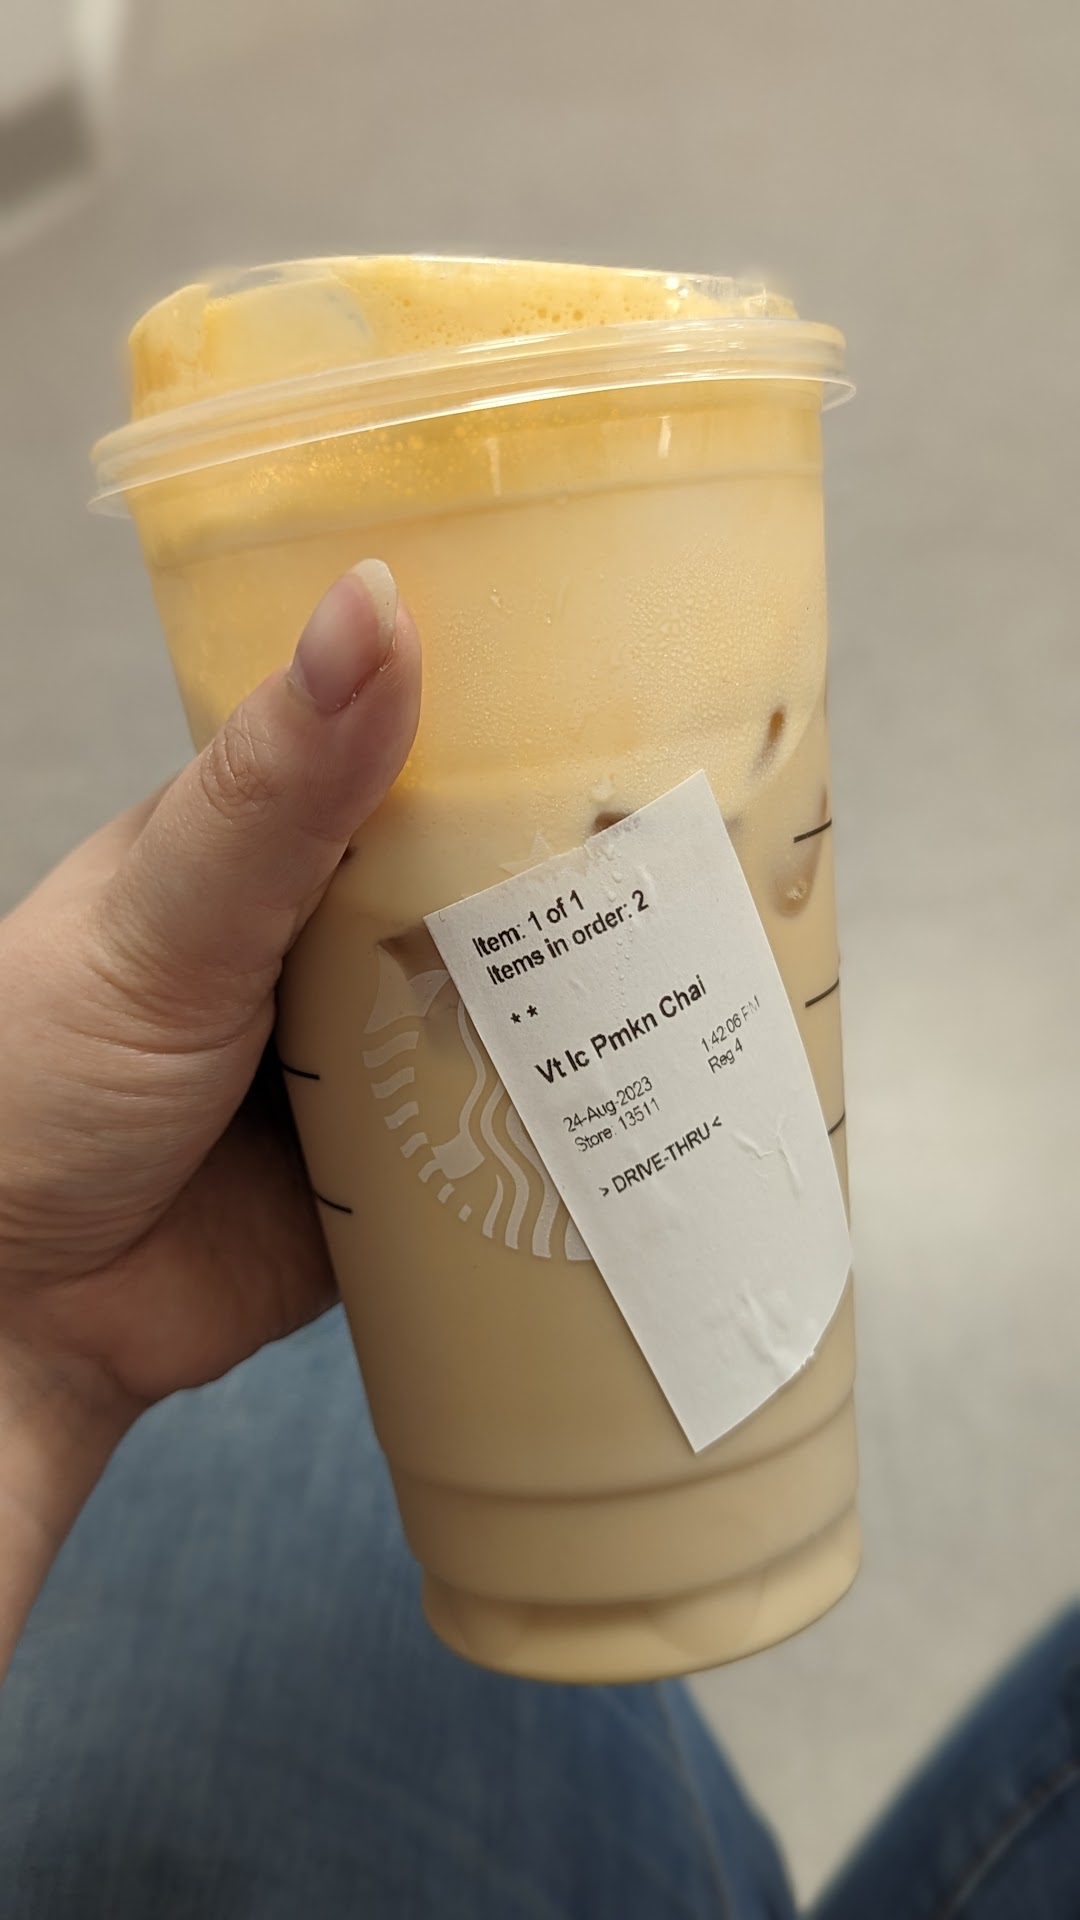 Item: 1 of 1
Items in order: 2
**
Vt Ic Pmkn Chai
24-Aug-2023 1:42:06 PM
Store: 13511 Reg 4
> DRIVE-THRU <